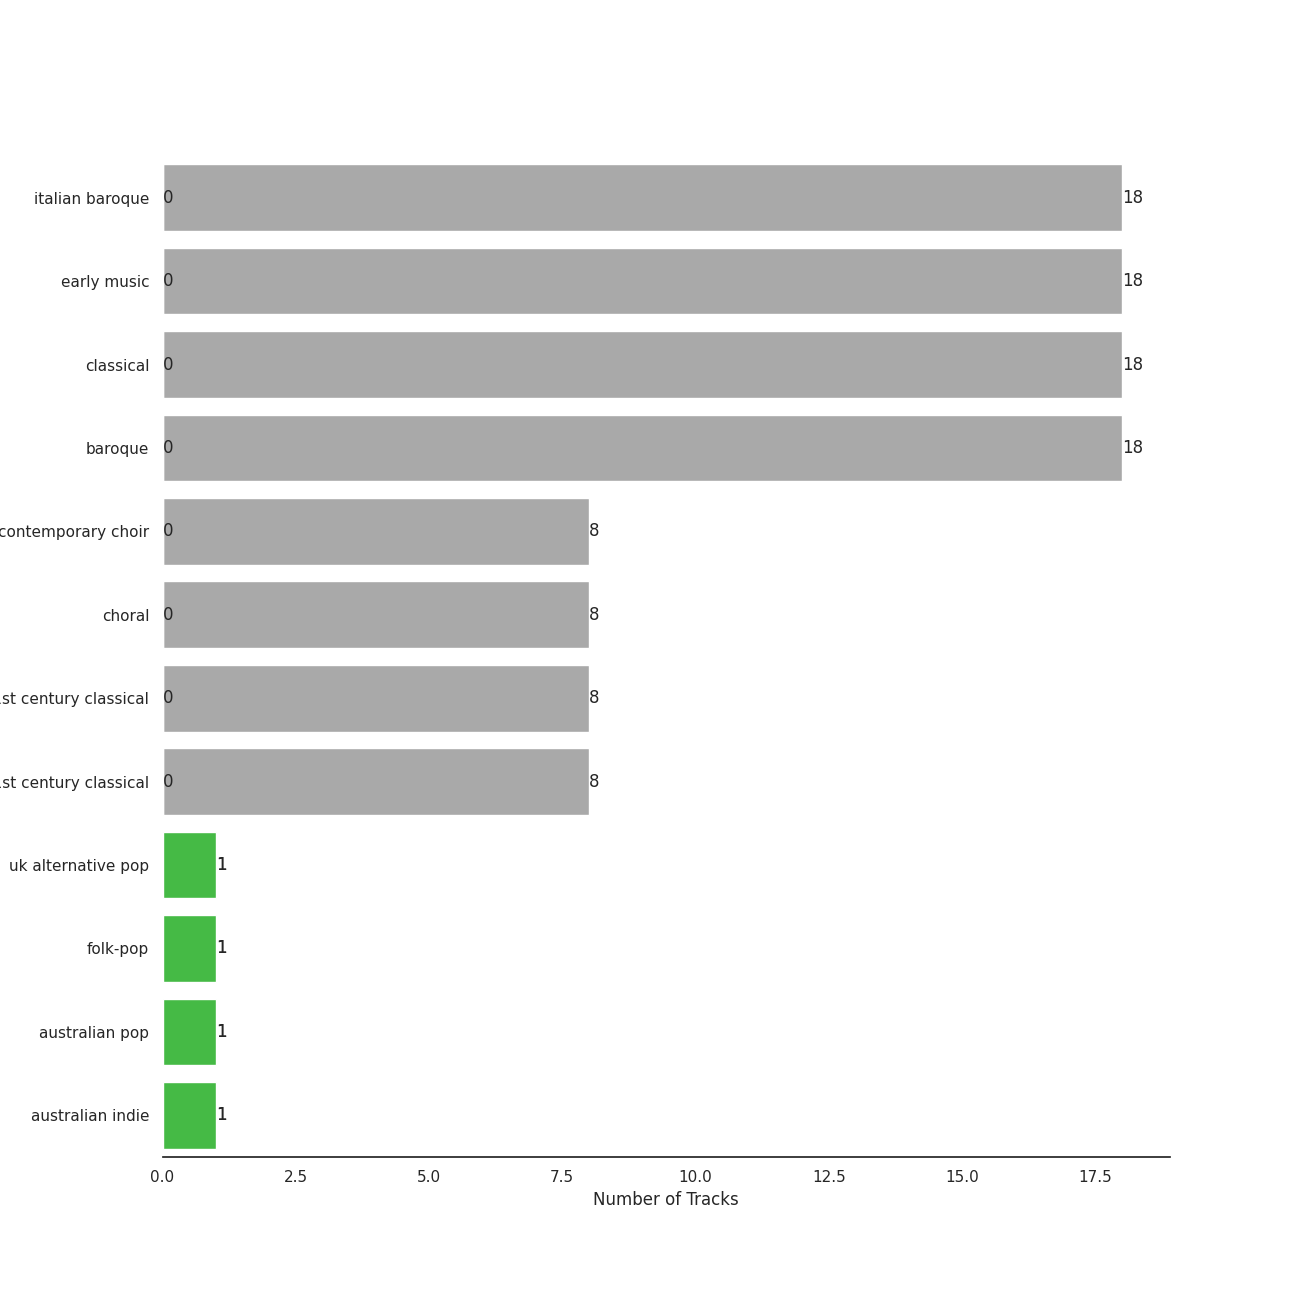 italian baroque 0 18
early music 0 18
classical 0 18
baroque 0 18
contemporary choir 0 8
choral 0 8
st century classical 0 8
st century classical 0 8
uk alternative pop 1
folk-pop 1
australian pop 1
australian indie 1
0.0 2.5 5.0 7.5 10.0 12.5 15.0 17.5
Number of Tracks